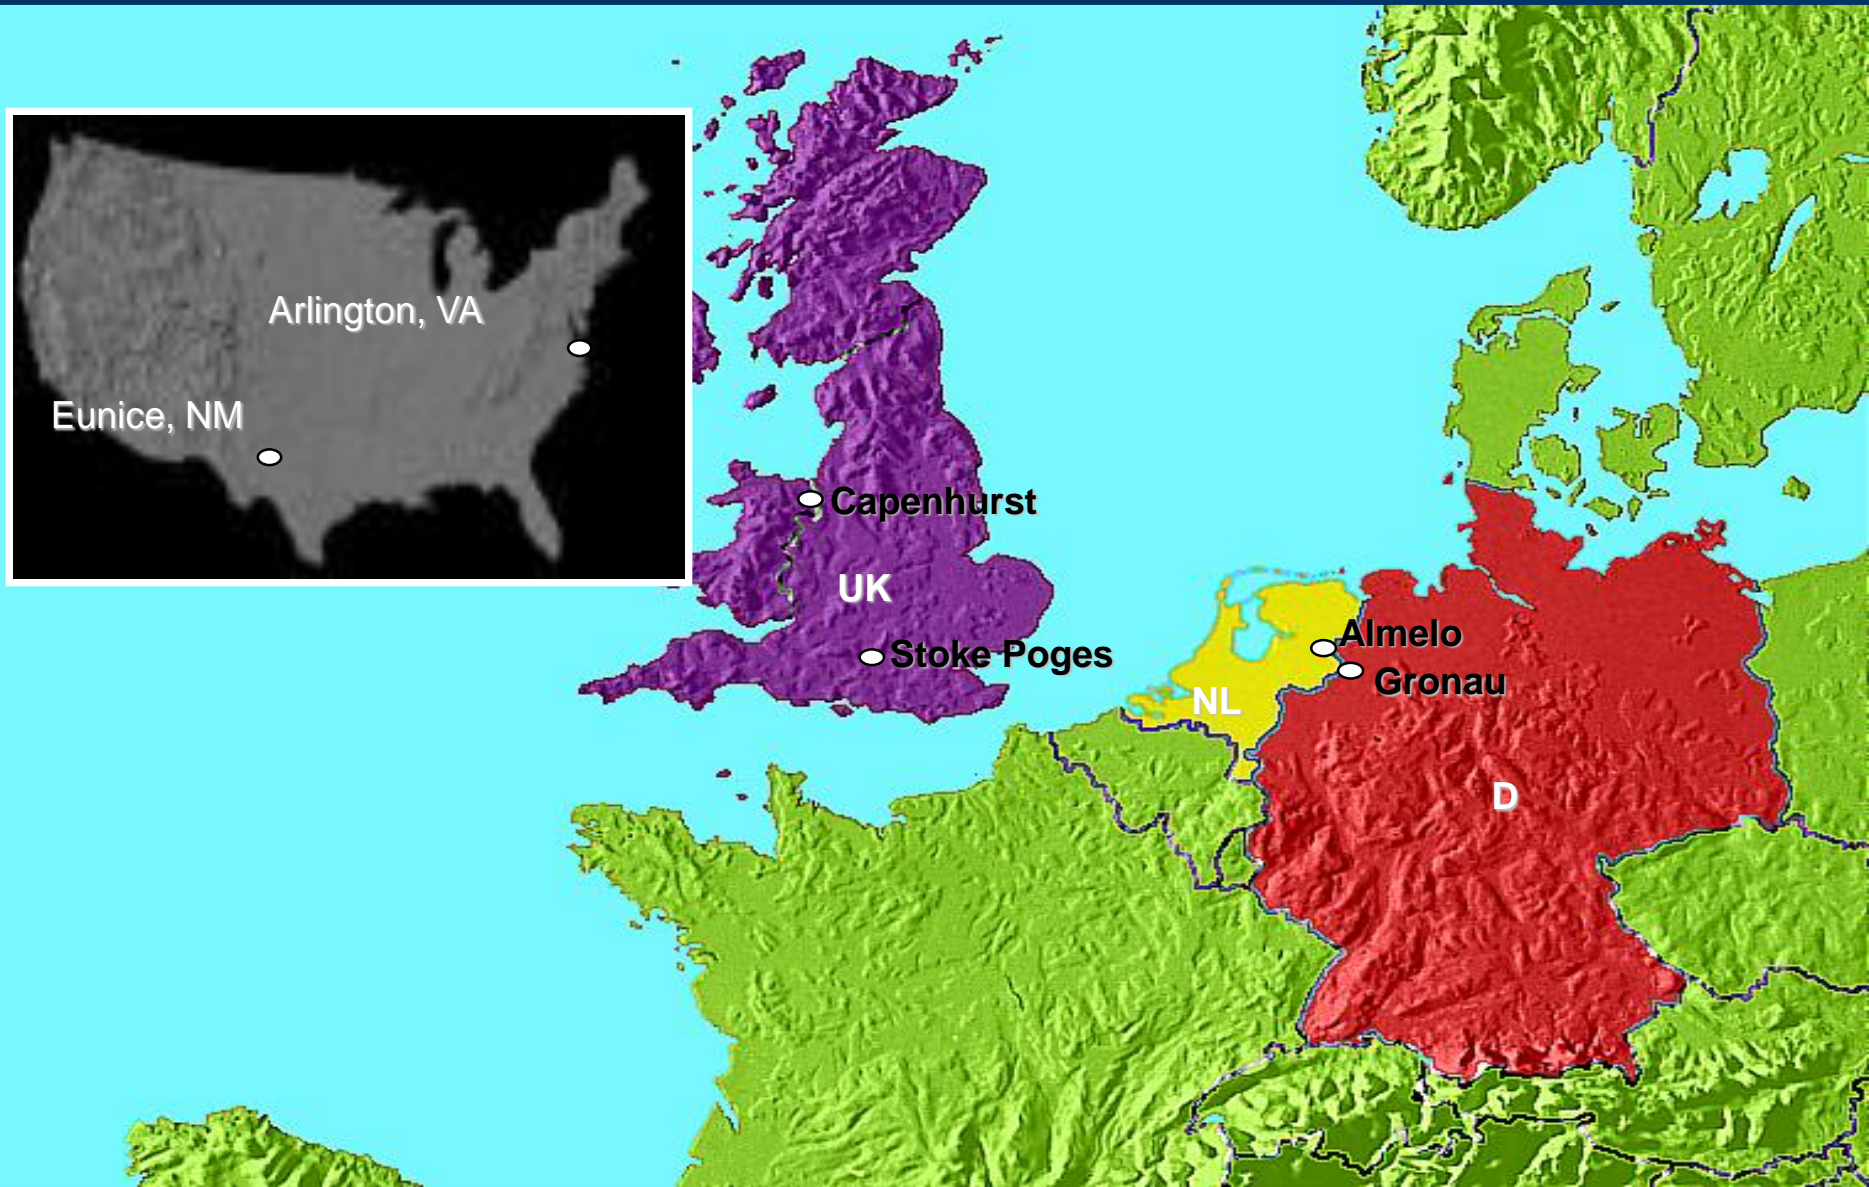 Arlington, VA
Eunice, NM
Capenhurst
UK
Stoke Poges
Almelo
Gronau
NL
D